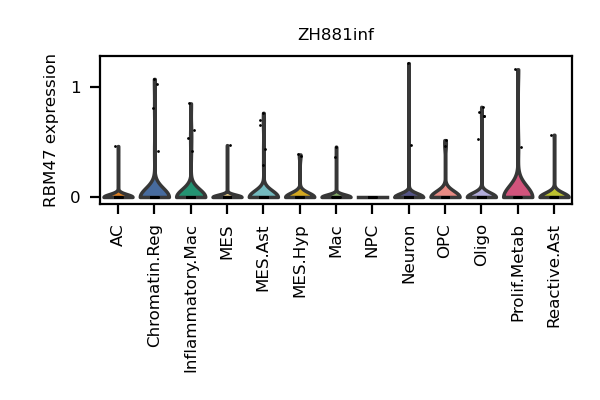 ZH881inf
RBM47 expression
1
0
AC
Chromatin.Reg
Inflammatory.Mac
MES
MES.Ast
MES.Hyp
Mac
NPC
Neuron
OPC
Oligo
Prolif.Metab
Reactive.Ast